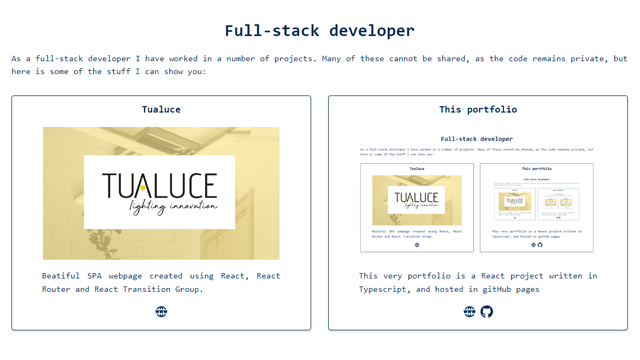 Full-stack developer
As a full-stack developer I have worked in a number of projects. Many of these cannot be shared, as the code remains private, but
here is some of the stuff I can show you:
Tualuce
TUALUCE
lighting innovation
Beatiful SPA webpage created using React, React
Router and React Transition Group.
This portfolio
Full-stack developer
As a full-stack developer I have worked in a number of projects. Many of these cannot be shared, as the code remains private, but
here is some of the stuff I can show you:
Tualuce
TUALUCE
lighting innovation
Beatiful SPA webpage created using React, React
Router and React Transition Group.
This portfolio
This very portfolio is a React project written in
Typescript, and hosted in gitHub pages
This very portfolio is a React project written in
Typescript, and hosted in gitHub pages